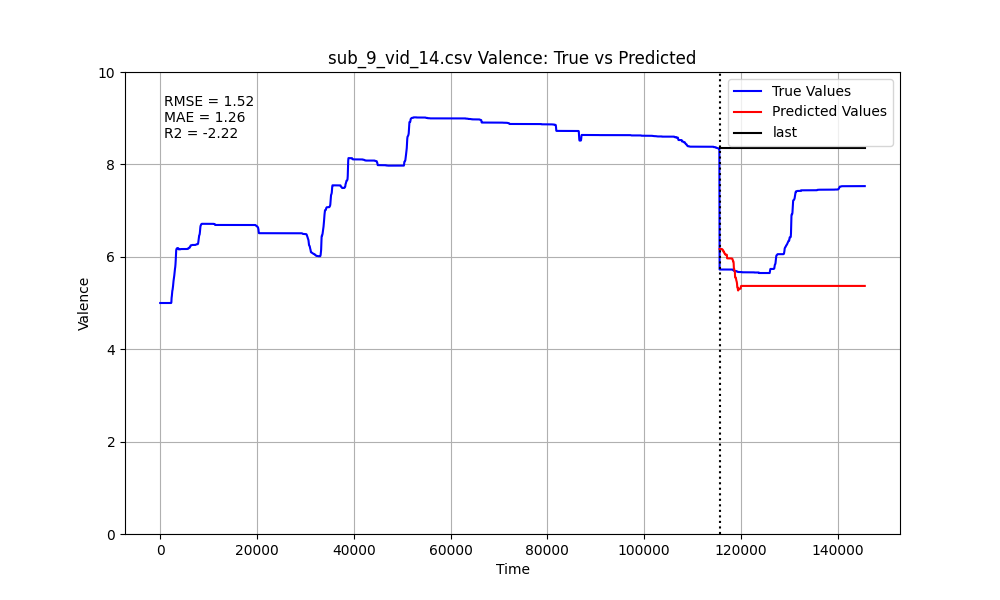 sub_9_vid_14.csv Valence: True vs Predicted
RMSE = 1.52
MAE = 1.26
R2 = -2.22
True Values
Predicted Values
last
Valence
10
8
6
4
2
0
0 20000 40000 60000 80000 100000 120000 140000
Time